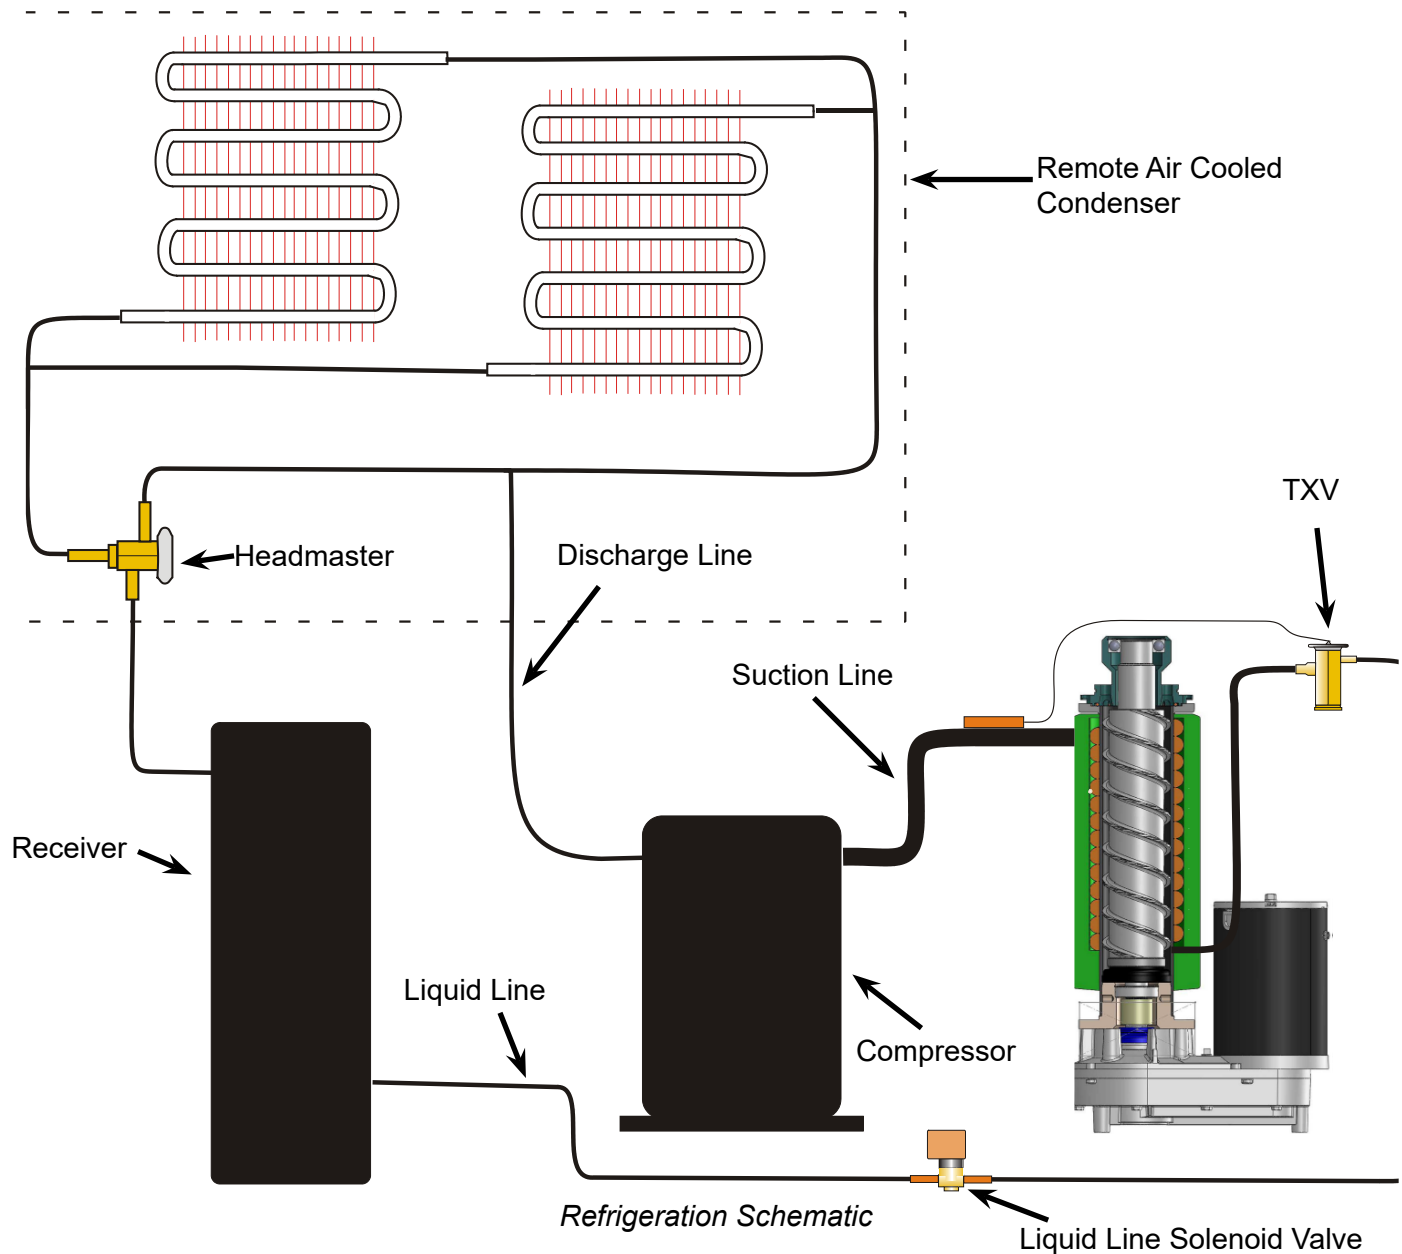 Remote Air Cooled
Condenser
TXV
Headmaster
Discharge Line
Suction Line
Receiver
Liquid Line
Compressor
Refrigeration Schematic
Liquid Line Solenoid Valve